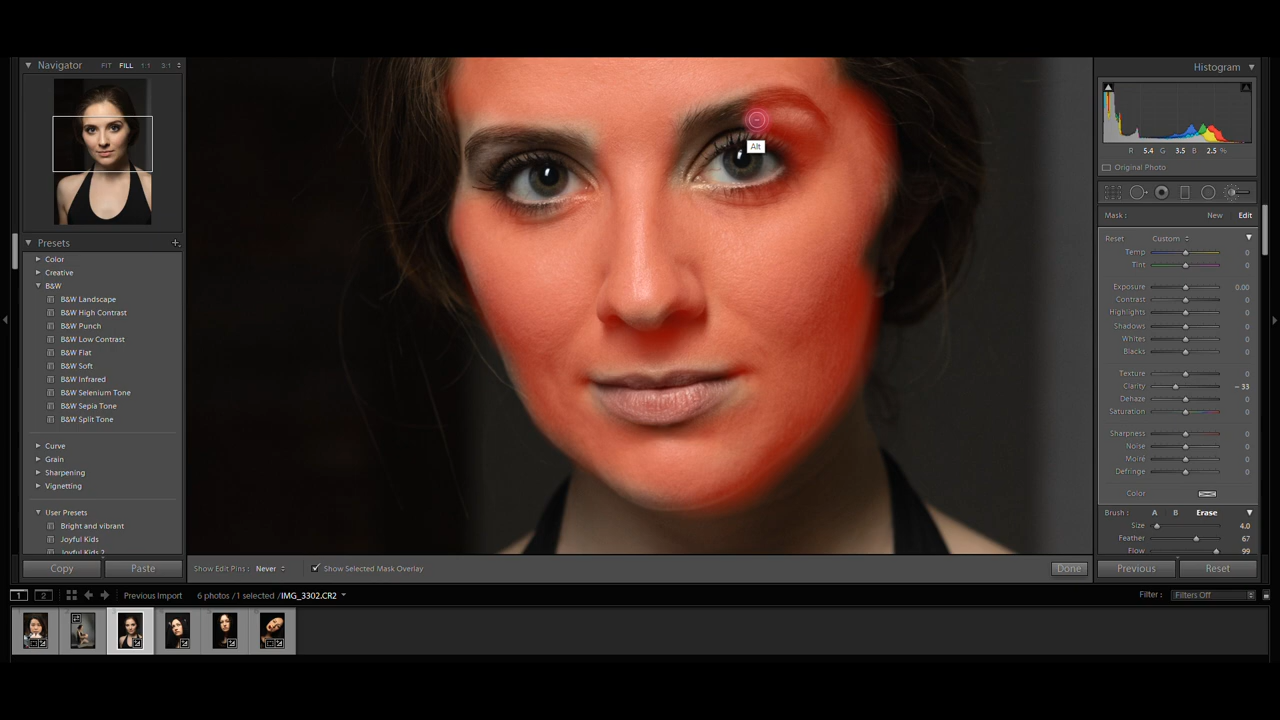 Navigator FIT FILL 1:1 3:1
Presets +
Color
Creative
B&W
B&W Landscape
B&W High Contrast
B&W Punch
B&W Low Contrast
B&W Flat
B&W Soft
B&W Infrared
B&W Selenium Tone
B&W Sepia Tone
B&W Split Tone
Curve
Grain
Sharpening
Vignetting
User Presets
Bright and vibrant
Joyful Kids
Joyful Kids 2
Copy Paste
Alt
Show Edit Pins : Never Show Selected Mask Overlay Done
Histogram
R 5.4 G 3.5 B 2.5 %
Original Photo
Mask : New Edit
Reset Custom
Temp 0
Tint 0
Exposure 0.00
Contrast 0
Highlights 0
Shadows 0
Whites 0
Blacks 0
Texture 0
Clarity – 33
Dehaze 0
Saturation 0
Sharpness 0
Noise 0
Moiré 0
Defringe 0
Color
Brush : A B Erase
Size 4.0
Feather 67
Flow 99
Previous Reset
1 2 Previous Import 6 photos /1 selected /IMG_3302.CR2 Filter : Filters Off